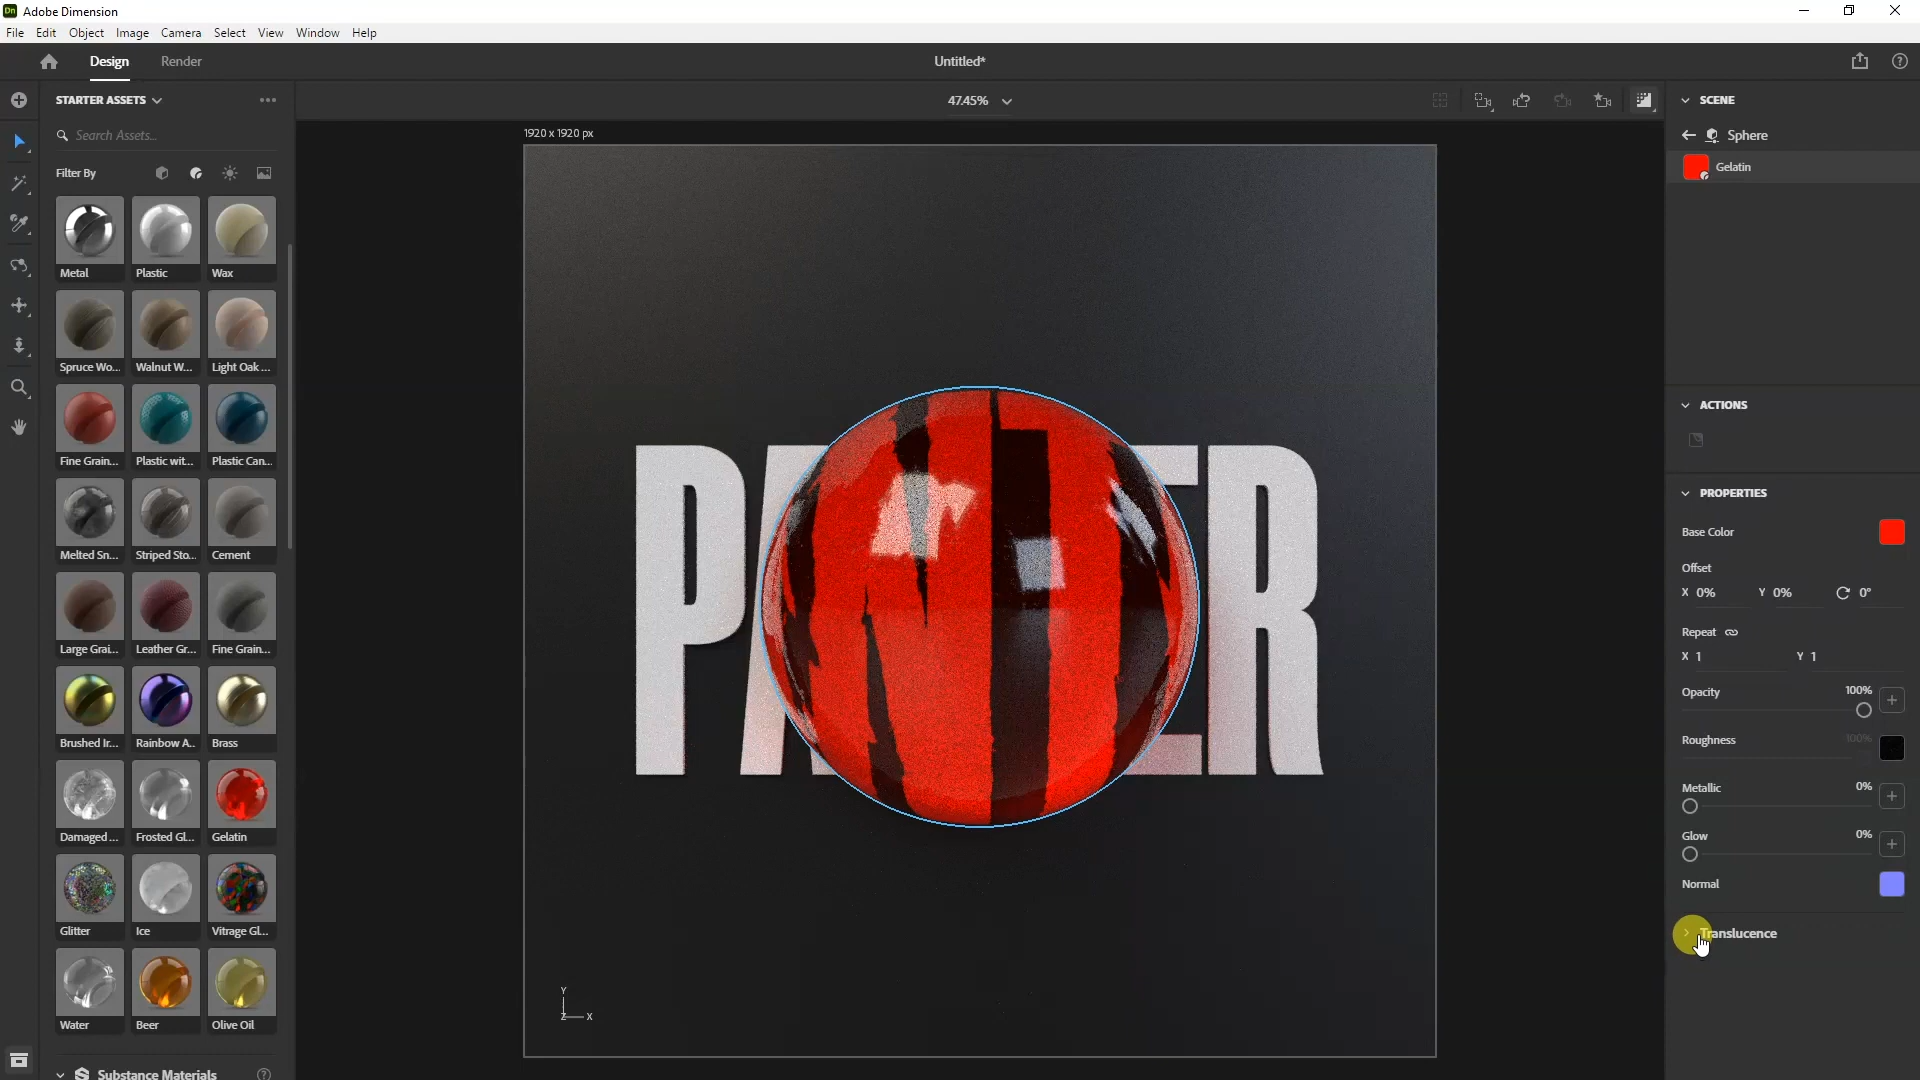 Dn Adobe Dimension
File Edit Object Image Camera Select View Window Help
Design Render Untitled*
STARTER ASSETS
Search Assets...
Filter By
Metal Plastic Wax
Spruce Wo... Walnut W... Light Oak ...
Fine Grain... Plastic wit... Plastic Can...
Melted Sn... Striped Sto... Cement
Large Grai... Leather Gr... Fine Grain...
Brushed Ir... Rainbow A.. Brass
Damaged ... Frosted Gl... Gelatin
Glitter Ice Vitrage Gl...
Water Beer Olive Oil
Substance Materials
47.45%
1920 x 1920 px
P ER
Y
Z X
SCENE
Sphere
Gelatin
ACTIONS
PROPERTIES
Base Color
Offset
X 0% Y 0% 0°
Repeat
X 1 Y 1
Opacity 100%
Roughness 100%
Metallic 0%
Glow 0%
Normal
Translucence